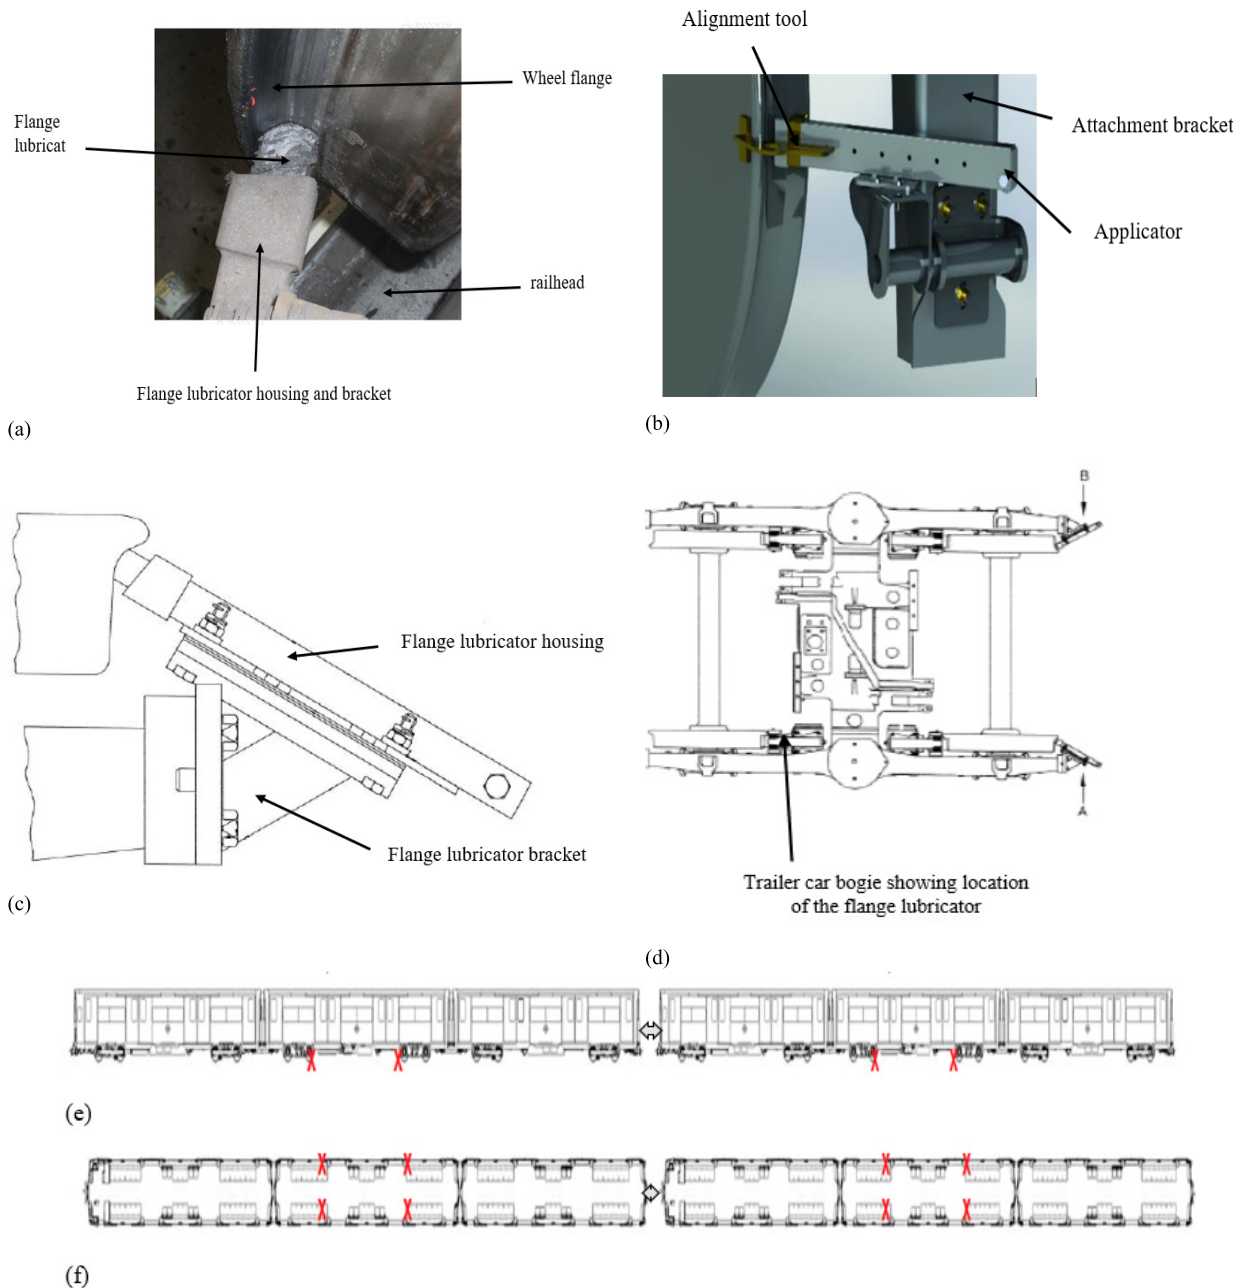 Wheel flange
Flange
lubricat
railhead
Flange lubricator housing and bracket
(a)
Alignment tool
Attachment bracket
Applicator
(b)
Flange lubricator housing
Flange lubricator bracket
(c)
B
A
Trailer car bogie showing location
of the flange lubricator
(d)
X X X X
(e)
X X X X
X X X X
(f)